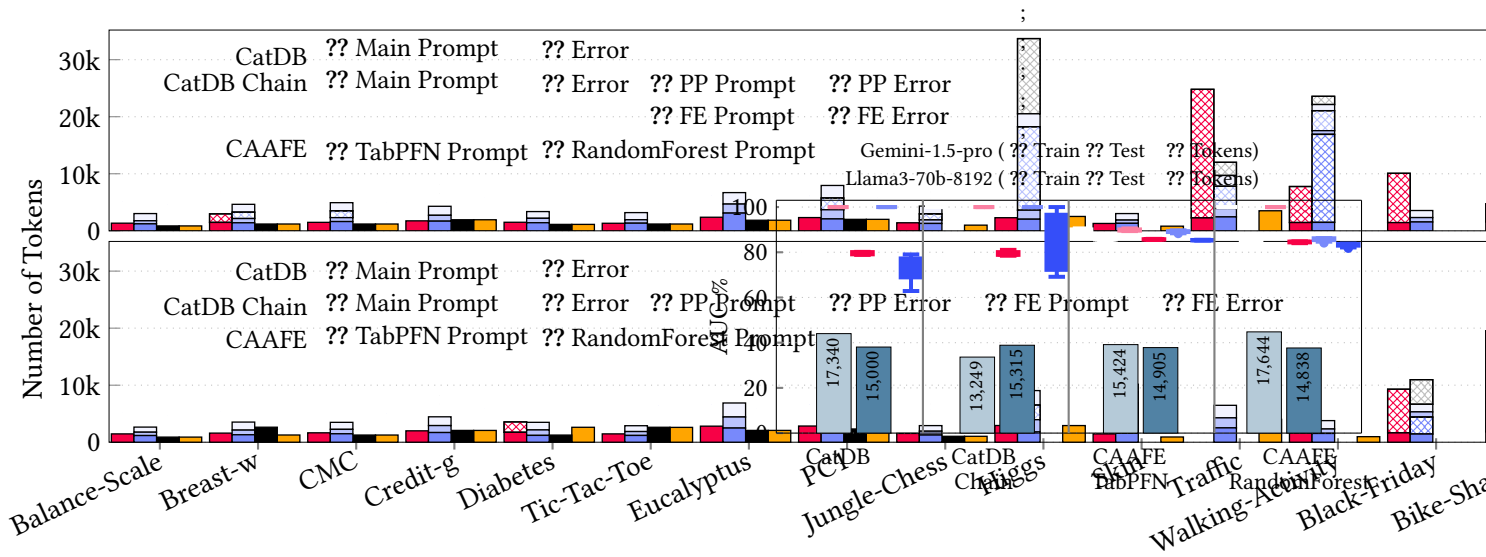 ;
;
;
;
;
30k
20k
10k
0
CatDB ?? Main Prompt ?? Error
CatDB Chain ?? Main Prompt ?? Error ?? PP Prompt ?? PP Error
?? FE Prompt ?? FE Error
CAAFE ?? TabPFN Prompt ?? RandomForest Prompt
Gemini-1.5-pro ( ?? Train ?? Test ?? Tokens)
Llama3-70b-8192 ( ?? Train ?? Test ?? Tokens)
Number of Tokens
30k
20k
10k
0
CatDB ?? Main Prompt ?? Error
CatDB Chain ?? Main Prompt ?? Error ?? PP Prompt ?? PP Error ?? FE Prompt ?? FE Error
CAAFE ?? TabPFN Prompt ?? RandomForest Prompt
AUC %
100
80
60
40
20
0
17,340
15,000
13,249
15,315
15,424
14,905
17,644
14,838
CatDB
CatDB
Chain
CAAFE
TabPFN
CAAFE
RandomForest
Balance-Scale
Breast-w
CMC
Credit-g
Diabetes
Tic-Tac-Toe
Eucalyptus
PC1
Jungle-Chess
Higgs
Skin
Traffic
Walking-Activity
Black-Friday
Bike-Sha